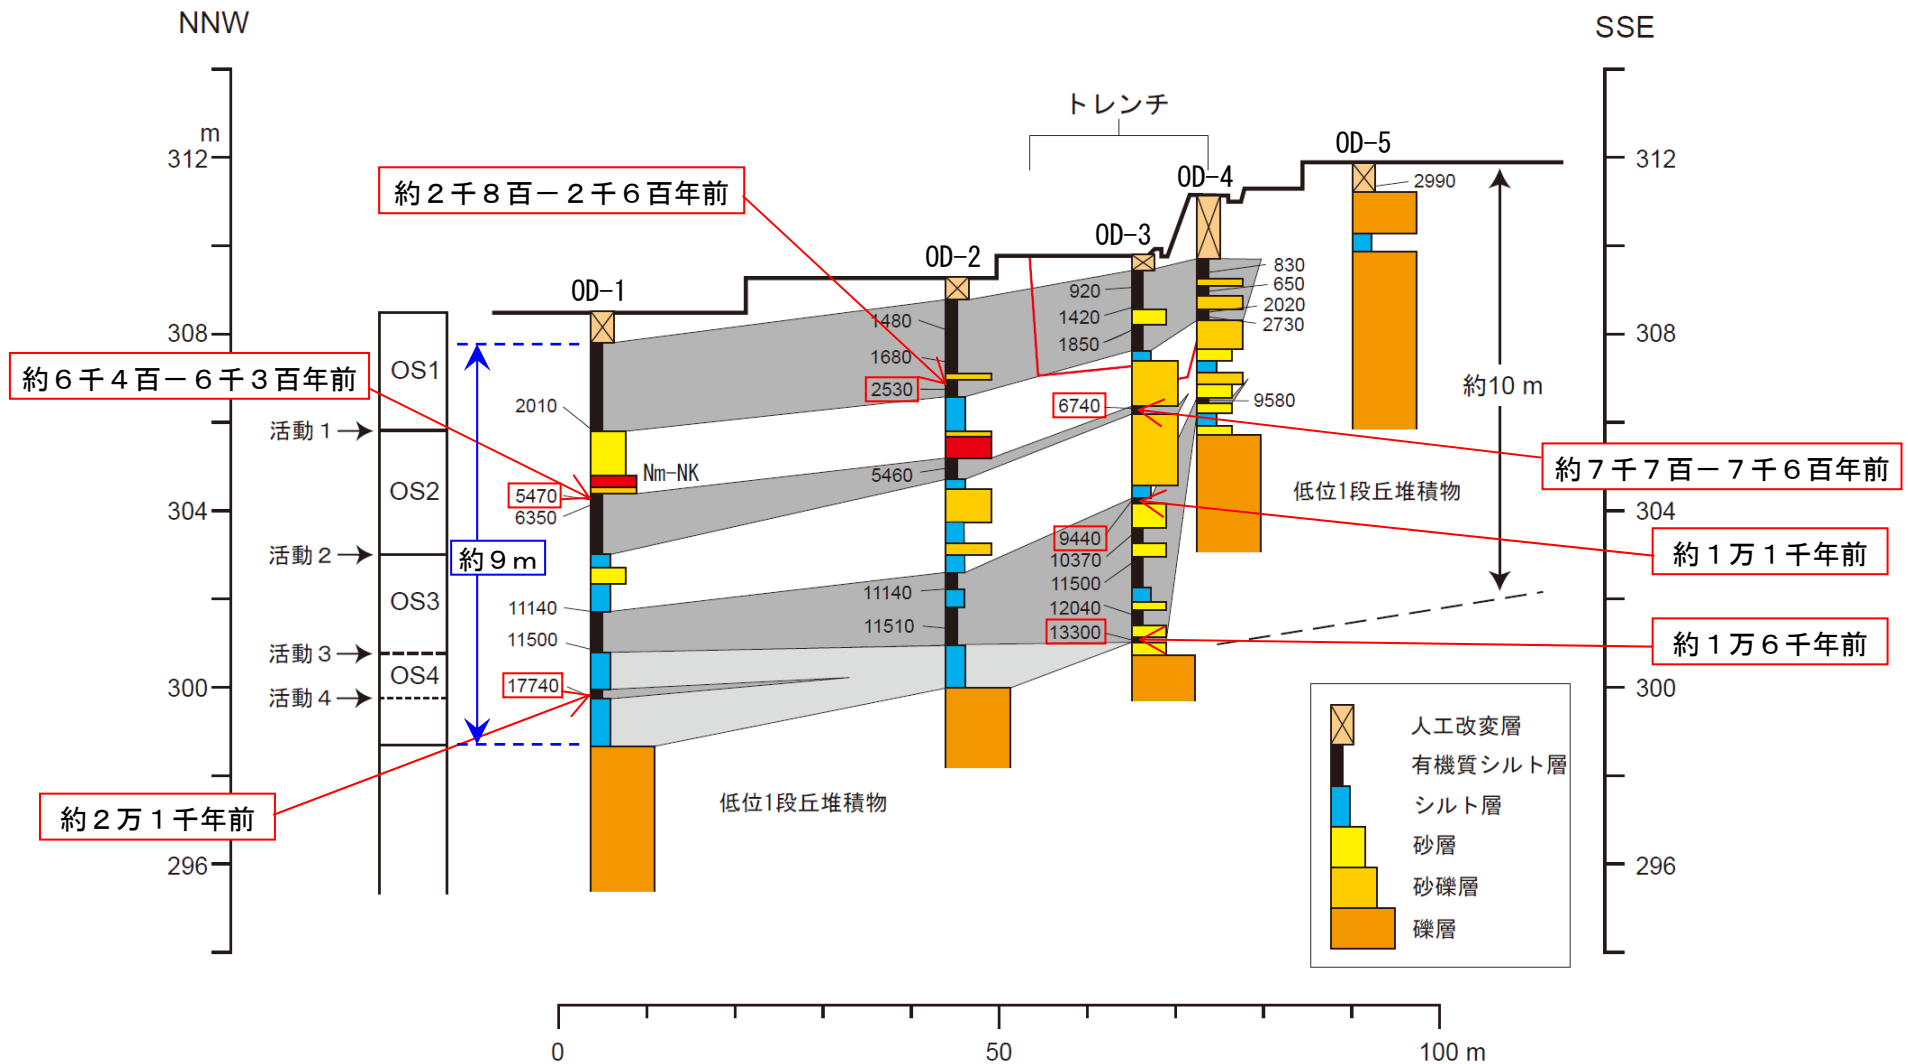 NNW
SSE
トレンチ
m
312
308
304
300
296
312
308
304
300
296
OD-1
OD-2
OD-3
OD-4
OD-5
約２千８百－２千６百年前
約６千４百－６千３百年前
約７千７百－７千６百年前
約１万１千年前
約１万６千年前
約２万１千年前
約９ｍ
約10 m
OS1
OS2
OS3
OS4
活動１
活動２
活動３
活動４
2010
Nm-NK
5470
6350
11140
11500
17740
1480
1680
2530
5460
11140
11510
920
1420
1850
6740
9440
10370
11500
12040
13300
830
650
2020
2730
9580
2990
低位1段丘堆積物
低位1段丘堆積物
人工改変層
有機質シルト層
シルト層
砂層
砂礫層
礫層
0
50
100 m